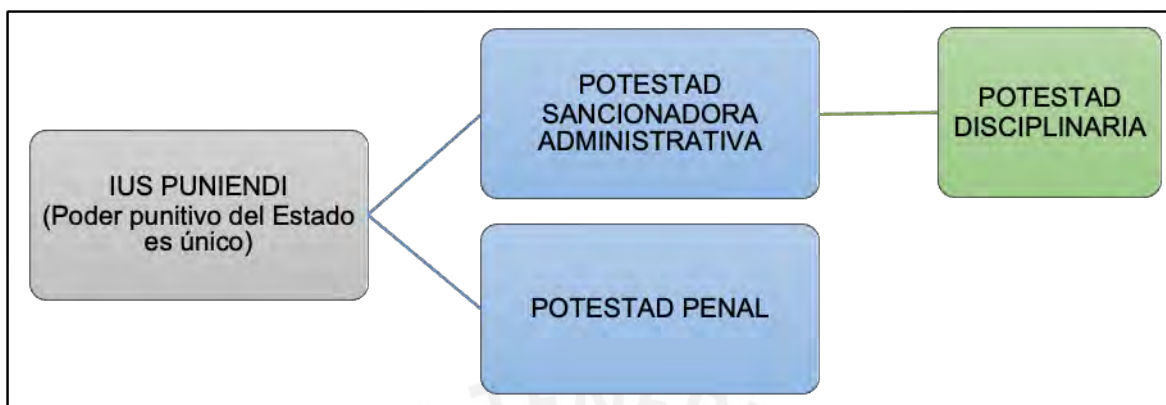 IUS PUNIENDI
(Poder punitivo del Estado
es único)
POTESTAD
SANCIONADORA
ADMINISTRATIVA
POTESTAD
DISCIPLINARIA
POTESTAD PENAL